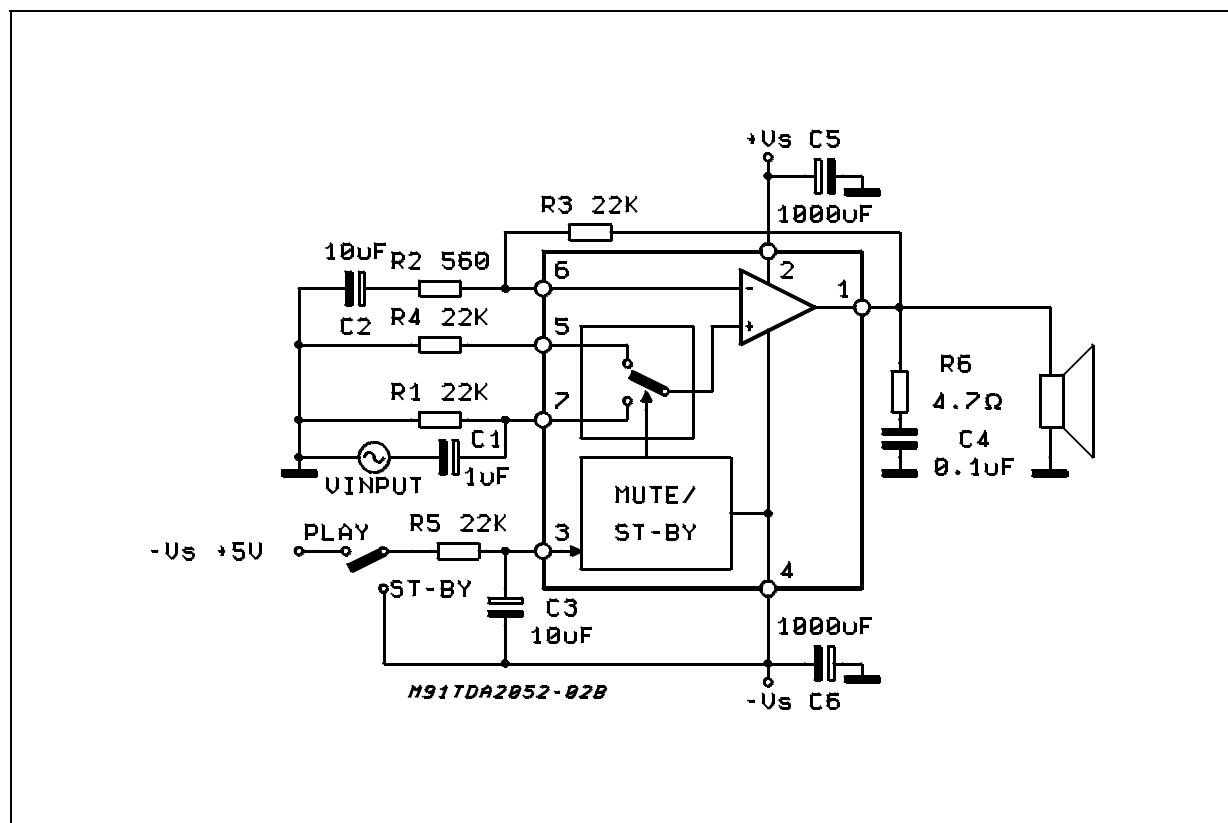 +Vs C5
1000uF
R3 22K
10uF
R2 560
6
2
1
-
+
C2
R4 22K
5
R1 22K
7
C1
1uF
VINPUT
R6
4.7Ω
C4
0.1uF
MUTE/
ST-BY
PLAY
R5 22K
3
-Vs +5V
ST-BY
4
C3
10uF
1000uF
-Vs C6
M91TDA2052-02B